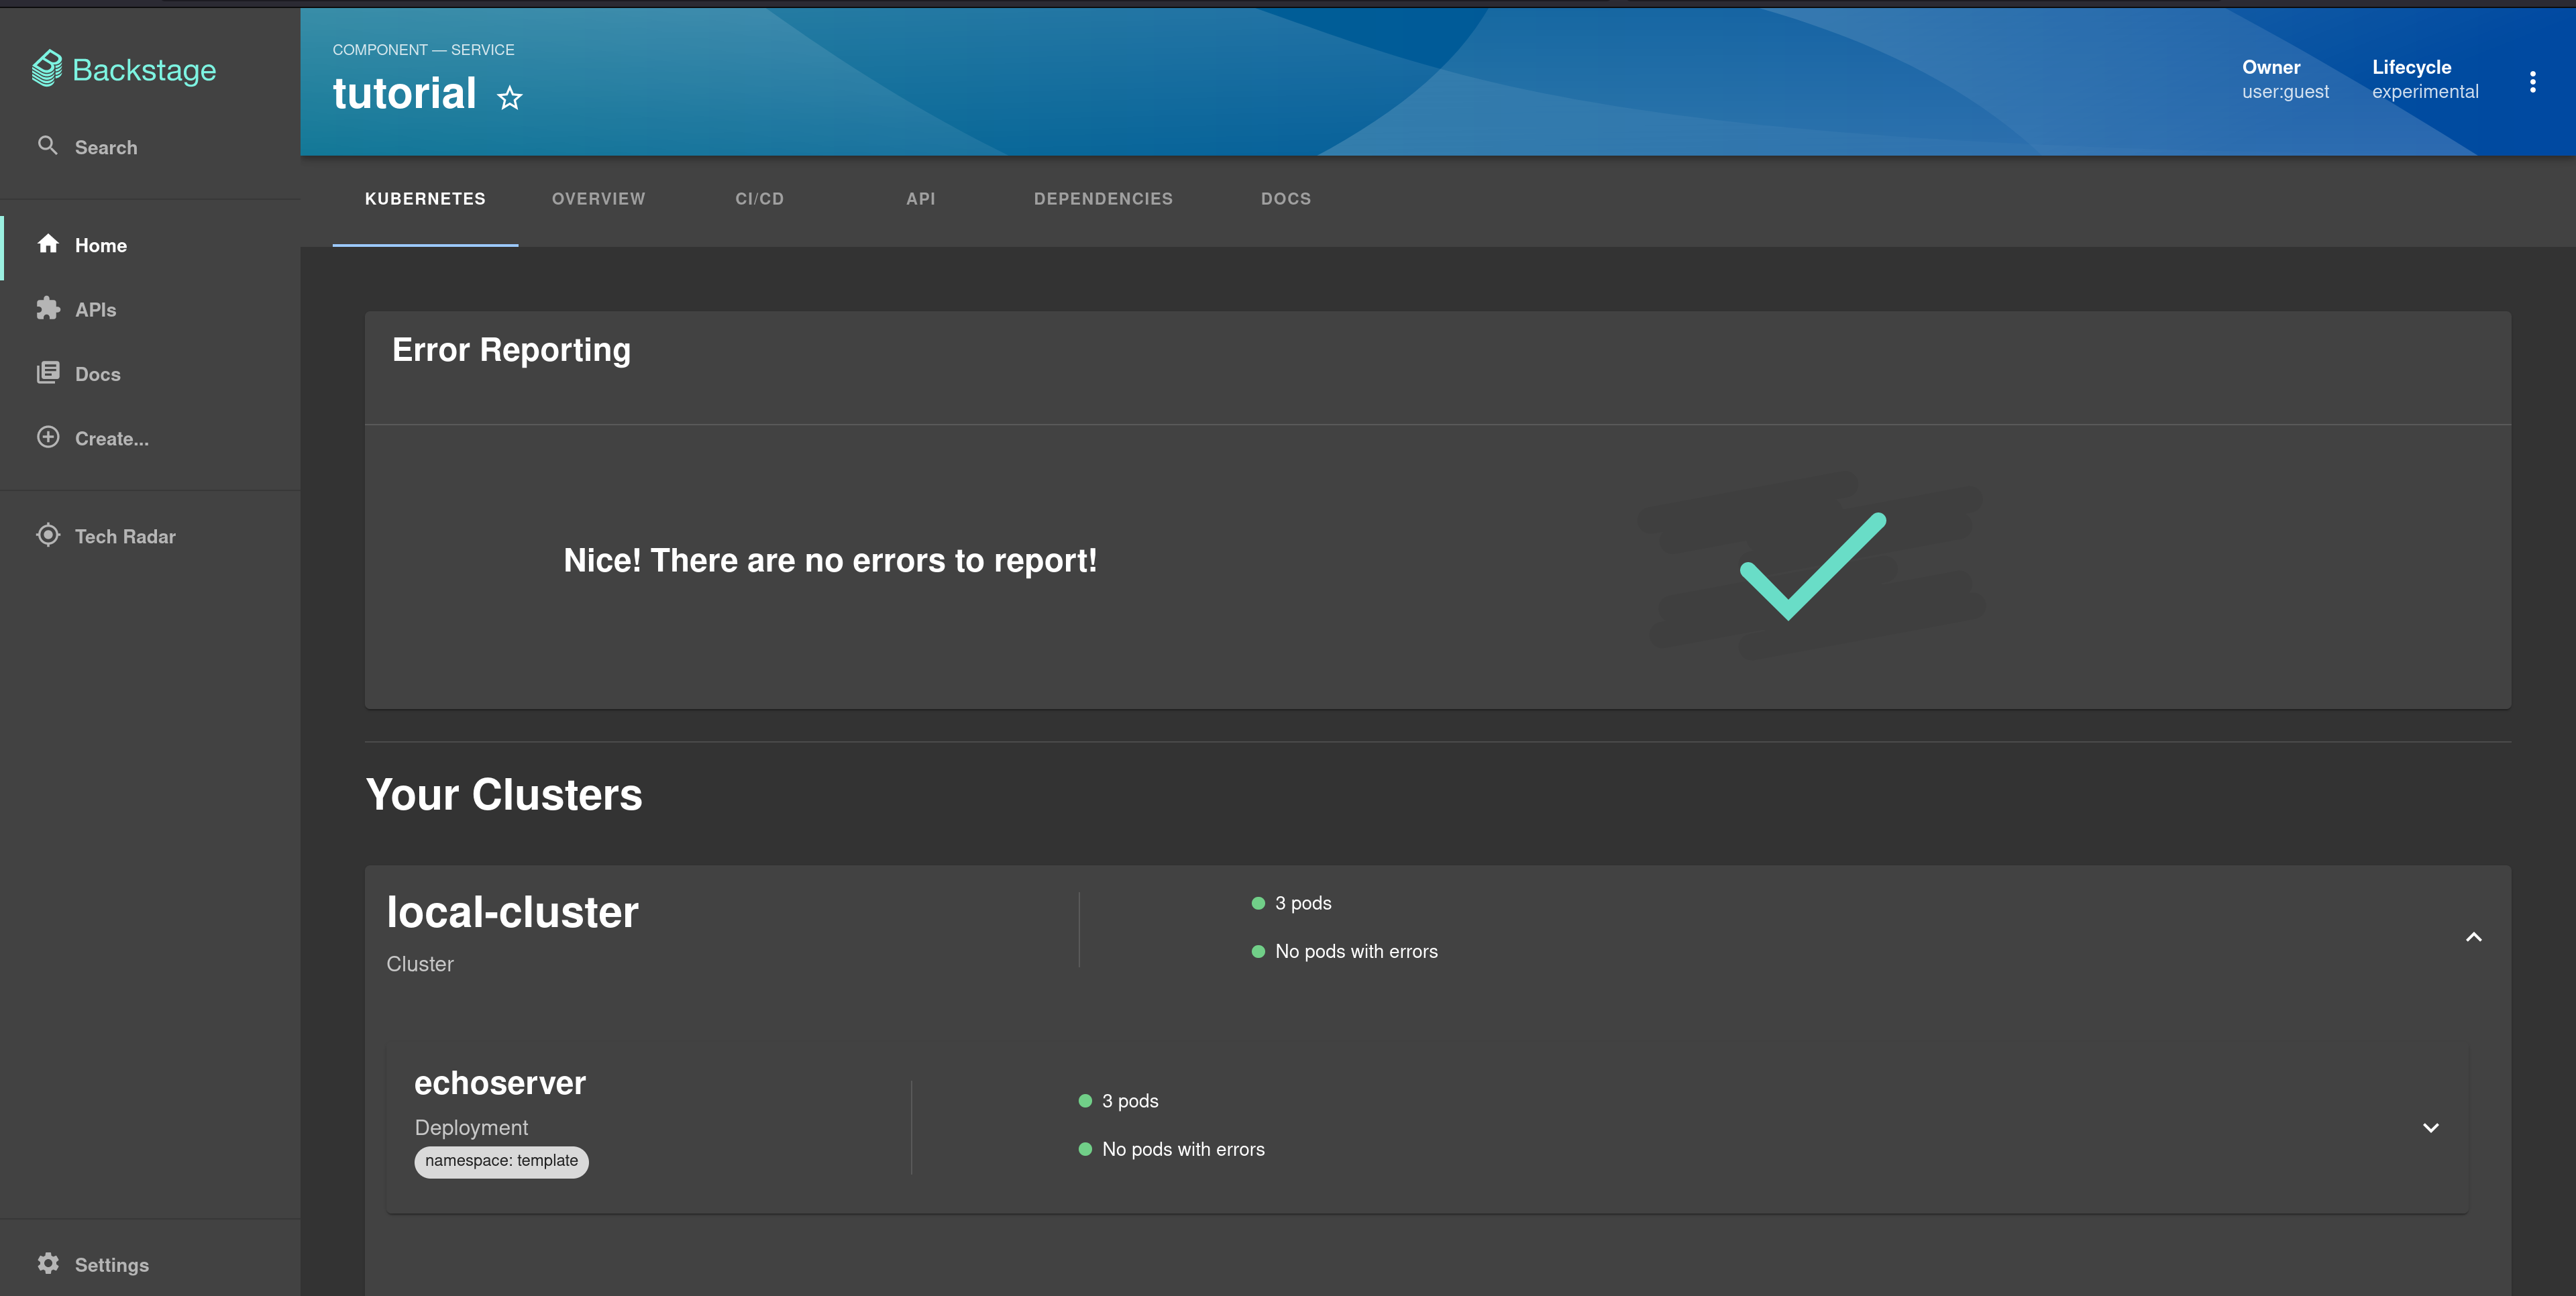 Backstage
Search
Home
APIs
Docs
Create...
Tech Radar
Settings
COMPONENT — SERVICE
tutorial
Owner
user:guest
Lifecycle
experimental
KUBERNETES OVERVIEW CI/CD API DEPENDENCIES DOCS
Error Reporting
Nice! There are no errors to report!
Your Clusters
local-cluster
Cluster
3 pods
No pods with errors
echoserver
Deployment
namespace: template
3 pods
No pods with errors